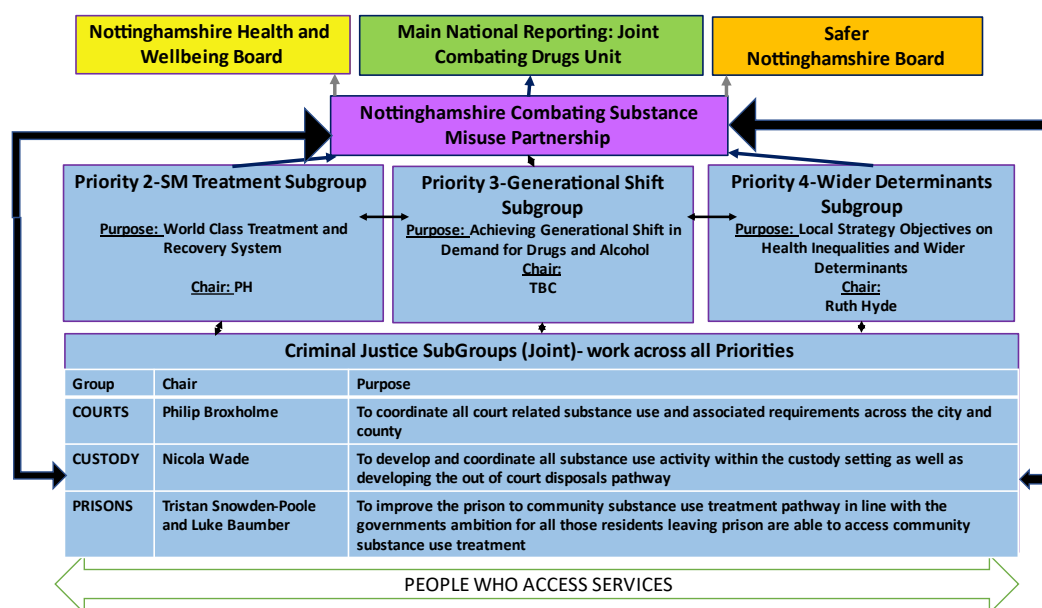 Nottinghamshire Health and
Wellbeing Board
Main National Reporting: Joint
Combating Drugs Unit
Safer
Nottinghamshire Board
Nottinghamshire Combating Substance
Misuse Partnership
Priority 2-SM Treatment Subgroup
Purpose: World Class Treatment and
Recovery System
Chair: PH
Priority 3-Generational Shift
Subgroup
Purpose: Achieving Generational Shift in
Demand for Drugs and Alcohol
Chair:
TBC
Priority 4-Wider Determinants
Subgroup
Purpose: Local Strategy Objectives on
Health Inequalities and Wider
Determinants
Chair:
Ruth Hyde
Criminal Justice SubGroups (Joint)- work across all Priorities
Group Chair Purpose
COURTS Philip Broxholme To coordinate all court related substance use and associated requirements across the city and
county
CUSTODY Nicola Wade To develop and coordinate all substance use activity within the custody setting as well as
developing the out of court disposals pathway
PRISONS Tristan Snowden-Poole To improve the prison to community substance use treatment pathway in line with the
and Luke Baumber governments ambition for all those residents leaving prison are able to access community
substance use treatment
PEOPLE WHO ACCESS SERVICES